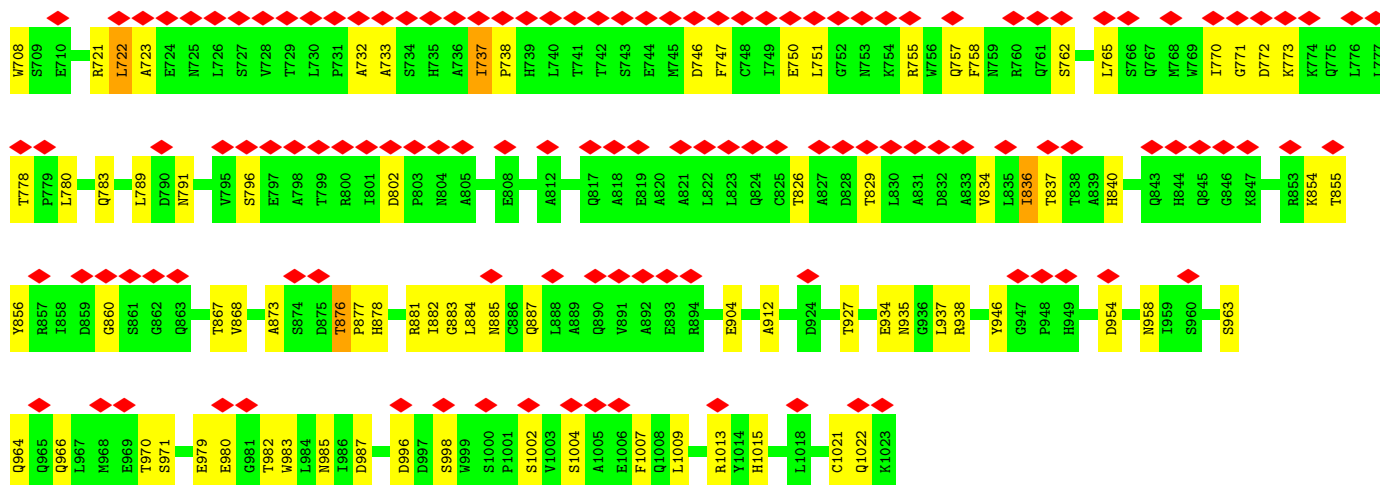 W708 S709 E710 R721 L722 A723 E724 N725 L726 S727 V728 T729 L730 P731 A732 A733 S734 H735 A736 I737 P738 H739 L740 T741 T742 S743 E744 M745 D746 F747 C748 I749 E750 L751 G752 N753 K754 R755 W756 Q757 F758 N759 R760 Q761 S762 L765 S766 Q767 M768 W769 I770 G771 D772 K773 K774 Q775 L776 L777
T778 P779 L780 Q783 L789 D790 N791 V795 S796 E797 A798 T799 R800 I801 D802 P803 N804 A805 E808 A812 Q817 A818 E819 A820 A821 L822 L823 Q824 C825 T826 A827 D828 T829 L830 A831 D832 A833 V834 L835 I836 T837 T838 A839 H840 Q843 H844 Q845 G846 K847 R853 K854 T855
Y856 R857 I858 D859 G860 S861 G862 Q863 T867 V868 A873 S874 D875 T876 P877 H878 R881 I882 G883 L884 N885 C886 Q887 L888 A889 Q890 V891 A892 E893 R894 E904 A912 D924 T927 E934 N935 G936 L937 R938 Y946 G947 P948 H949 D954 N958 I959 S960 S963
Q964 Q965 Q966 L967 M968 E969 T970 S971 E979 E980 G981 T982 W983 L984 N985 I986 D987 D996 D997 S998 W999 S1000 P1001 S1002 V1003 S1004 A1005 E1006 F1007 Q1008 L1009 R1013 Y1014 H1015 L1018 C1021 Q1022 K1023